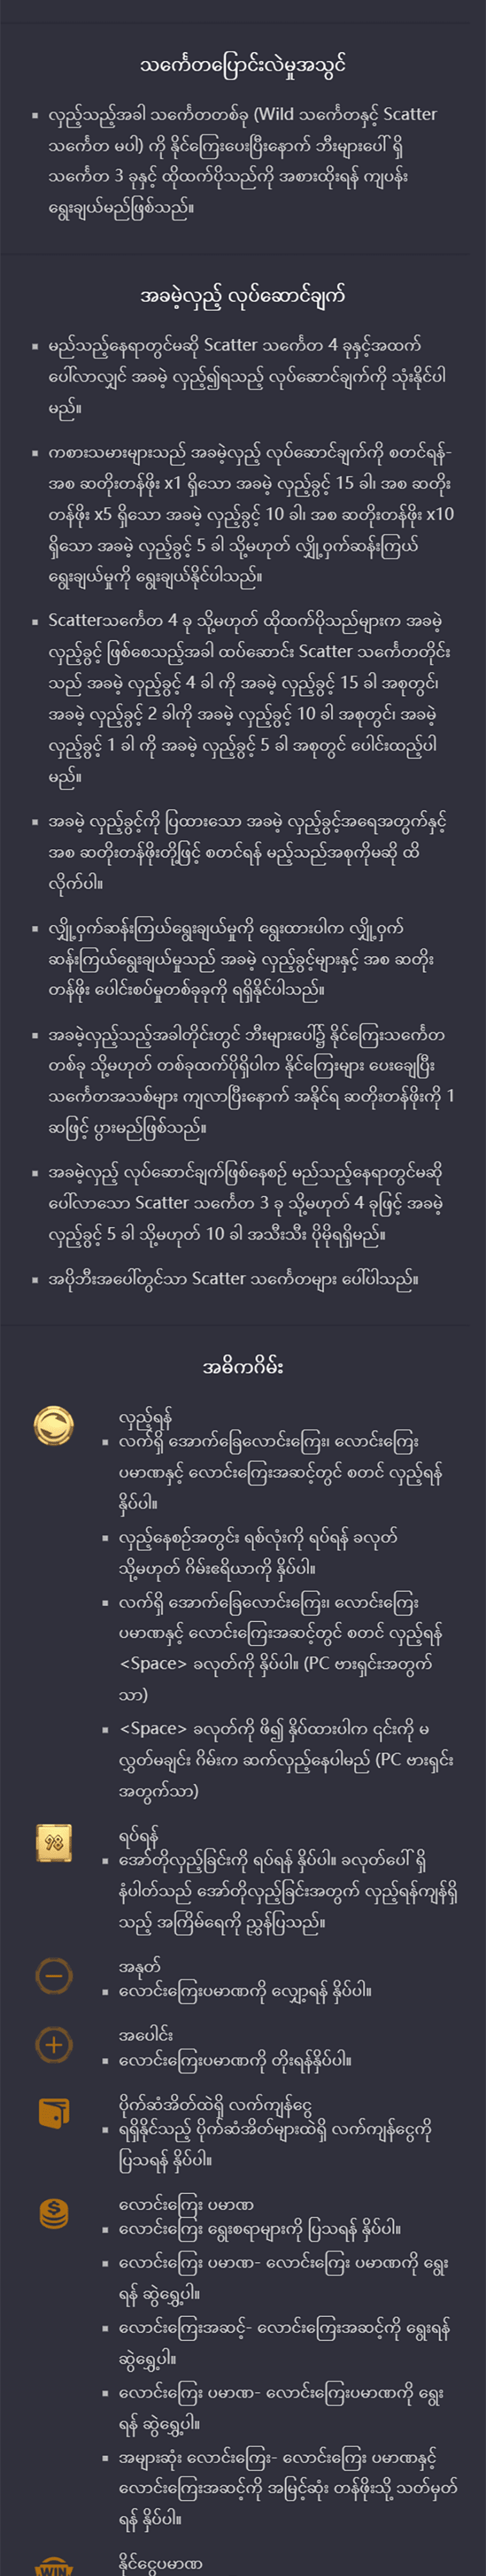 သင်္ကေတပြောင်းလဲမှုအသွင်
လှည့်သည့်အခါ သင်္ကေတတစ်ခု (Wild သင်္ကေတနှင့် Scatter
သင်္ကေတ မပါ) ကို နိုင်ကြေးပေးပြီးနောက် ဘီးများပေါ် ရှိ
သင်္ကေတ 3 ခုနှင့် ထိုထက်ပိုသည်ကို အစားထိုးရန် ကျပန်း
ရွေးချယ်မည်ဖြစ်သည်။
အခမဲ့လှည့် လုပ်ဆောင်ချက်
မည်သည့်နေရာတွင်မဆို Scatter သင်္ကေတ 4 ခုနှင့်အထက်
ပေါ်လာလျှင် အခမဲ့ လှည့်၍ရသည့် လုပ်ဆောင်ချက်ကို သုံးနိုင်ပါ
မည်။
ကစားသမားများသည် အခမဲ့လှည့် လုပ်ဆောင်ချက်ကို စတင်ရန်-
အစ ဆတိုးတန်ဖိုး x1 ရှိသော အခမဲ့ လှည့်ခွင့် 15 ခါ၊ အစ ဆတိုး
တန်ဖိုး x5 ရှိသော အခမဲ့ လှည့်ခွင့် 10 ခါ၊ အစ ဆတိုးတန်ဖိုး x10
ရှိသော အခမဲ့ လှည့်ခွင့် 5 ခါ သို့မဟုတ် လျှို့ဝှက်ဆန်းကြယ်
ရွေးချယ်မှုကို ရွေးချယ်နိုင်ပါသည်။
Scatterသင်္ကေတ 4 ခု သို့မဟုတ် ထိုထက်ပိုသည်များက အခမဲ့
လှည့်ခွင့် ဖြစ်စေသည့်အခါ ထပ်ဆောင်း Scatter သင်္ကေတတိုင်း
သည် အခမဲ့ လှည့်ခွင့် 4 ခါ ကို အခမဲ့ လှည့်ခွင့် 15 ခါ အစုတွင်၊
အခမဲ့ လှည့်ခွင့် 2 ခါကို အခမဲ့ လှည့်ခွင့် 10 ခါ အစုတွင်၊ အခမဲ့
လှည့်ခွင့် 1 ခါ ကို အခမဲ့ လှည့်ခွင့် 5 ခါ အစုတွင် ပေါင်းထည့်ပါ
မည်။
အခမဲ့ လှည့်ခွင့်ကို ပြထားသော အခမဲ့ လှည့်ခွင့်အရေအတွက်နှင့်
အစ ဆတိုးတန်ဖိုးတို့ဖြင့် စတင်ရန် မည့်သည်အစုကိုမဆို ထိ
လိုက်ပါ။
လျှို့ဝှက်ဆန်းကြယ်ရွေးချယ်မှုကို ရွေးထားပါက လျှို့ဝှက်
ဆန်းကြယ်ရွေးချယ်မှုသည် အခမဲ့ လှည့်ခွင့်များနှင့် အစ ဆတိုး
တန်ဖိုး ပေါင်းစပ်မှုတစ်ခုခုကို ရရှိနိုင်ပါသည်။
အခမဲ့လှည့်သည့်အခါတိုင်းတွင် ဘီးများပေါ်၌ နိုင်ကြေးသင်္ကေတ
တစ်ခု သို့မဟုတ် တစ်ခုထက်ပိုရှိပါက နိုင်ကြေးများ ပေးချေပြီး
သင်္ကေတအသစ်များ ကျလာပြီးနောက် အနိုင်ရ ဆတိုးတန်ဖိုးကို 1
ဆဖြင့် ပွားမည်ဖြစ်သည်။
အခမဲ့လှည့် လုပ်ဆောင်ချက်ဖြစ်နေစဉ် မည်သည့်နေရာတွင်မဆို
ပေါ်လာသော Scatter သင်္ကေတ 3 ခု သို့မဟုတ် 4 ခုဖြင့် အခမဲ့
လှည့်ခွင့် 5 ခါ သို့မဟုတ် 10 ခါ အသီးသီး ပိုမိုရရှိမည်။
အပိုဘီးအပေါ်တွင်သာ Scatter သင်္ကေတများ ပေါ်ပါသည်။
အဓိကဂိမ်း
လှည့်ရန်
လက်ရှိ အောက်ခြေလောင်းကြေး၊ လောင်းကြေး
ပမာဏနှင့် လောင်းကြေးအဆင့်တွင် စတင် လှည့်ရန်
နှိပ်ပါ။
လှည့်နေစဉ်အတွင်း ရစ်လုံးကို ရပ်ရန် ခလုတ်
သို့မဟုတ် ဂိမ်းဧရိယာကို နှိပ်ပါ။
လက်ရှိ အောက်ခြေလောင်းကြေး၊ လောင်းကြေး
ပမာဏနှင့် လောင်းကြေးအဆင့်တွင် စတင် လှည့်ရန်
<Space> ခလုတ်ကို နှိပ်ပါ။ (PC ဗားရှင်းအတွက်
သာ)
<Space> ခလုတ်ကို ဖိ၍ နှိပ်ထားပါက ၎င်းကို မ
လွှတ်မချင်း ဂိမ်းက ဆက်လှည့်နေပါမည် (PC ဗားရှင်း
အတွက်သာ)
98
ရပ်ရန်
အော်တိုလှည့်ခြင်းကို ရပ်ရန် နှိပ်ပါ။ ခလုတ်ပေါ် ရှိ
နံပါတ်သည် အော်တိုလှည့်ခြင်းအတွက် လှည့်ရန်ကျန်ရှိ
သည့် အကြိမ်ရေကို ညွှန်ပြသည်။
အနုတ်
လောင်းကြေးပမာဏကို လျှော့ရန် နှိပ်ပါ။
အပေါင်း
လောင်းကြေးပမာဏကို တိုးရန်နှိပ်ပါ။
ပိုက်ဆံအိတ်ထဲရှိ လက်ကျန်ငွေ
ရရှိနိုင်သည့် ပိုက်ဆံအိတ်များထဲရှိ လက်ကျန်ငွေကို
ပြသရန် နှိပ်ပါ။
လောင်းကြေး ပမာဏ
လောင်းကြေး ရွေးစရာများကို ပြသရန် နှိပ်ပါ။
လောင်းကြေး ပမာဏ- လောင်းကြေး ပမာဏကို ရွေး
ရန် ဆွဲရွှေ့ပါ။
လောင်းကြေးအဆင့်- လောင်းကြေးအဆင့်ကို ရွေးရန်
ဆွဲရွှေ့ပါ။
လောင်းကြေး ပမာဏ- လောင်းကြေးပမာဏကို ရွေး
ရန် ဆွဲရွှေ့ပါ။
အများဆုံး လောင်းကြေး- လောင်းကြေး ပမာဏနှင့်
လောင်းကြေးအဆင့်ကို အမြင့်ဆုံး တန်ဖိုးသို့ သတ်မှတ်
ရန် နှိပ်ပါ။
WIN
နိုင်ငွေပမာဏ